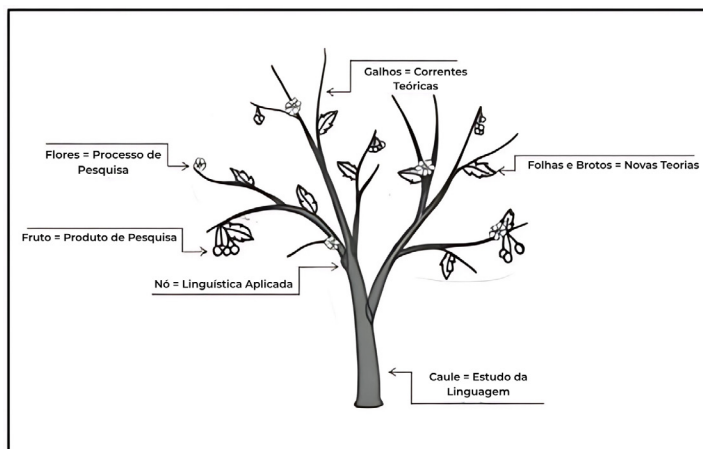 Galhos = Correntes
Teóricas
Flores = Processo de
Pesquisa
Folhas e Brotos = Novas Teorias
Fruto = Produto de Pesquisa
Nó = Linguística Aplicada
Caule = Estudo da
Linguagem